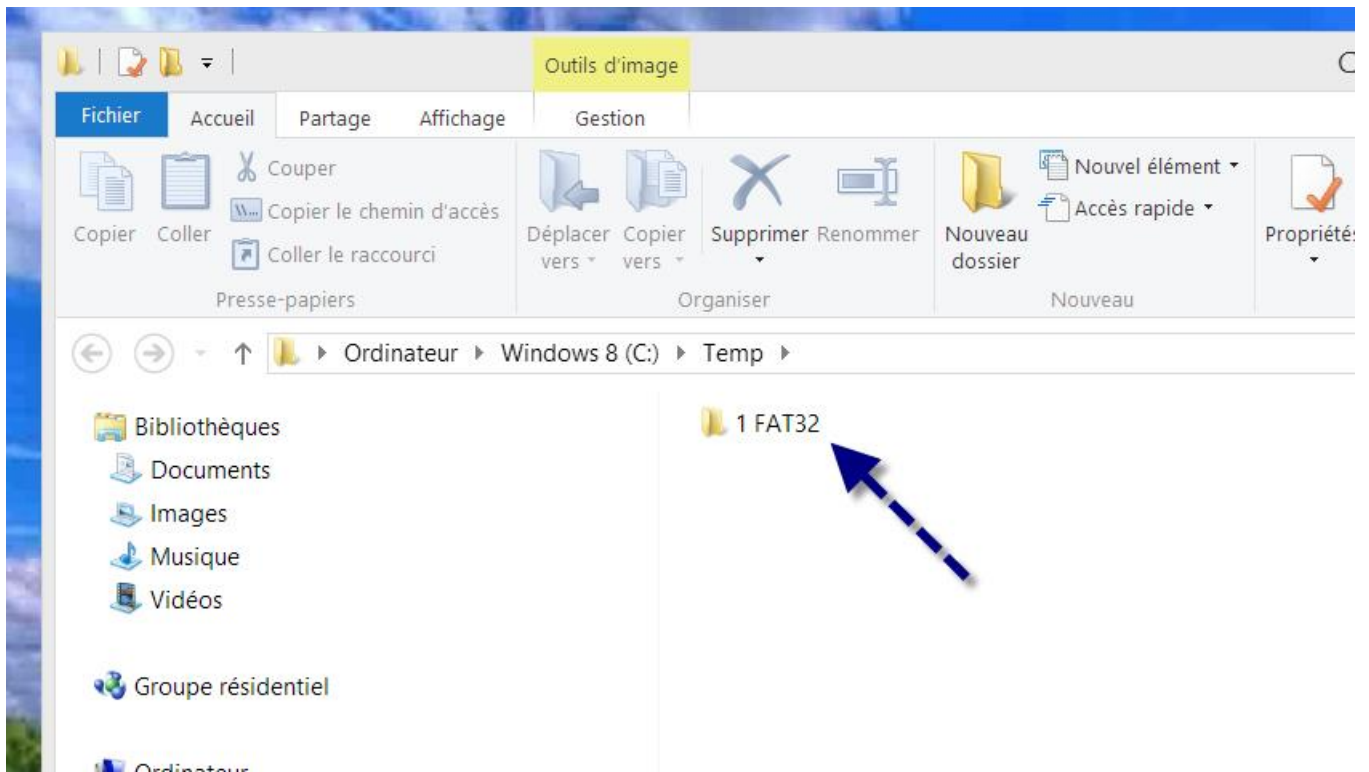 Outils d'image
Fichier Accueil Partage Affichage Gestion
Copier Coller
Couper
Copier le chemin d'accès
Coller le raccourci
Presse-papiers
Déplacer vers
Copier vers
Supprimer Renommer
Organiser
Nouveau dossier
Nouvel élément
Accès rapide
Nouveau
Propriétés
Ordinateur Windows 8 (C:) Temp
Bibliothèques
Documents
Images
Musique
Vidéos
Groupe résidentiel
Ordinateur
1 FAT32